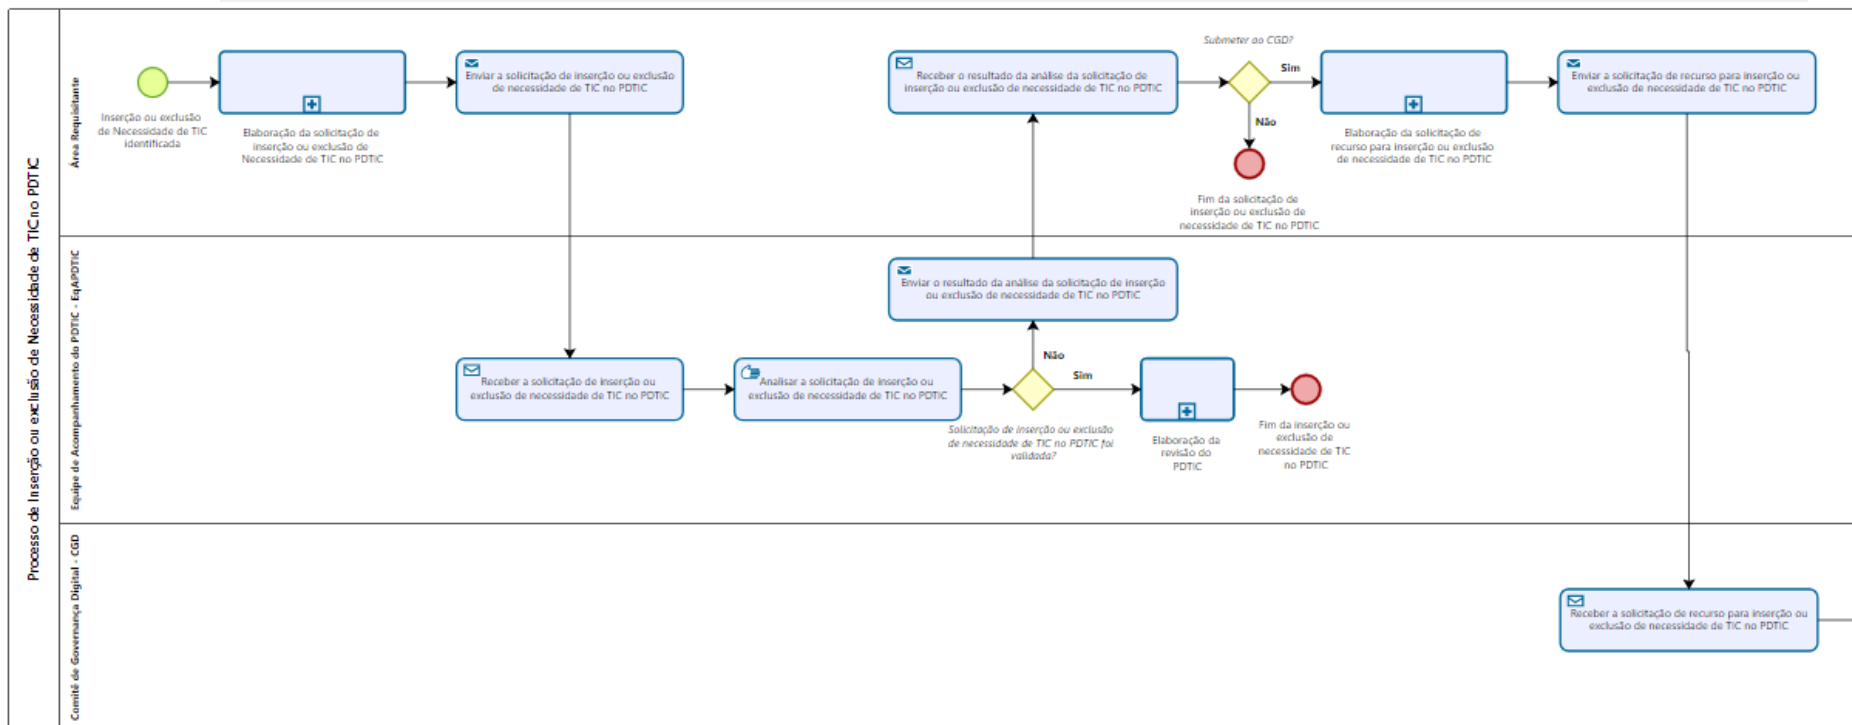 Processo de Inserção ou exclusão de Necessidade de TIC no PDTIC
Área Requisitante
Inserção ou exclusão
de Necessidade de TIC
identificada
Elaboração da solicitação de
inserção ou exclusão de
Necessidade de TIC no PDTIC
Enviar a solicitação de inserção ou exclusão
de necessidade de TIC no PDTIC
Receber o resultado da análise da solicitação de
inserção ou exclusão de necessidade de TIC no PDTIC
Submeter ao CGD?
Sim
Não
Fim da solicitação de
inserção ou exclusão de
necessidade de TIC no PDTIC
Elaboração da solicitação de
recurso para inserção ou exclusão
de necessidade de TIC no PDTIC
Enviar a solicitação de recurso para inserção ou
exclusão de necessidade de TIC no PDTIC
Equipe de Acompanhamento do PDTIC - EqAPDTIC
Enviar o resultado da análise da solicitação de inserção
ou exclusão de necessidade de TIC no PDTIC
Receber a solicitação de inserção ou
exclusão de necessidade de TIC no PDTIC
Analisar a solicitação de inserção ou
exclusão de necessidade de TIC no PDTIC
Não
Sim
Solicitação de inserção ou exclusão
de necessidade de TIC no PDTIC foi
validada?
Elaboração da
revisão do
PDTIC
Fim da inserção ou
exclusão de
necessidade de TIC
no PDTIC
Comitê de Governança Digital - CGD
Receber a solicitação de recurso para inserção ou
exclusão de necessidade de TIC no PDTIC